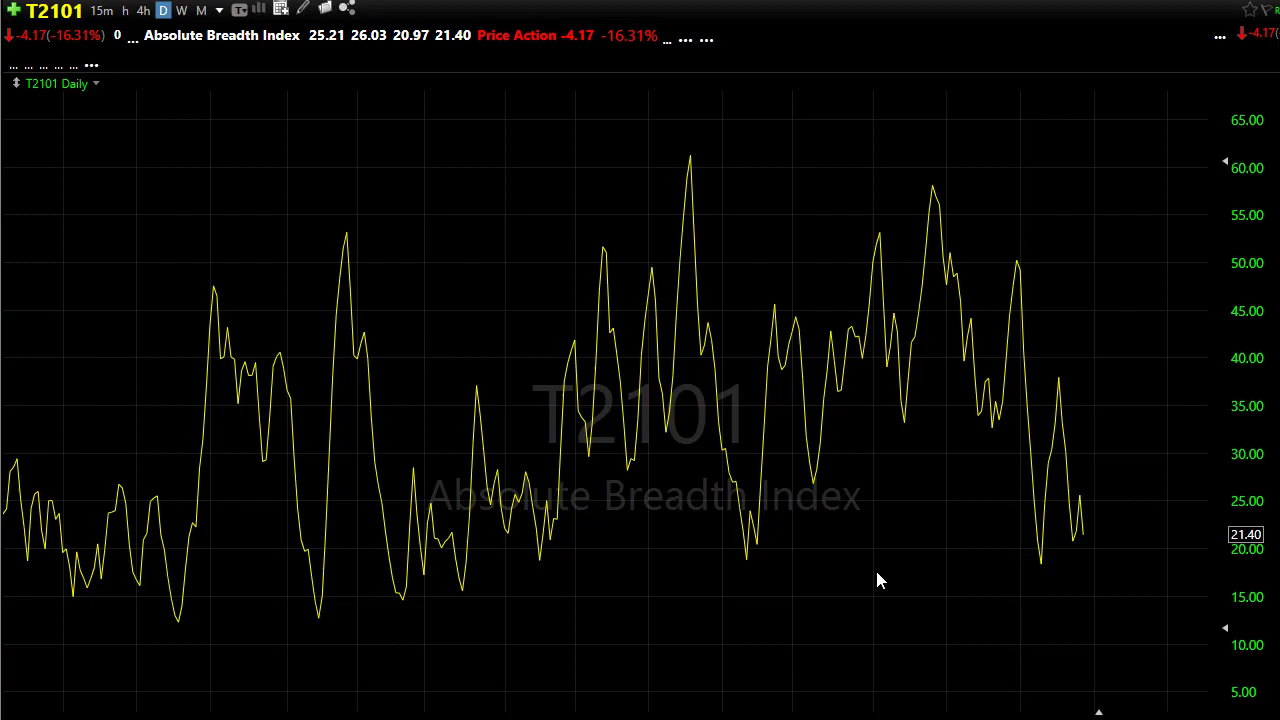 T2101 15m h 4h D W M T
-4.17(-16.31%) 0 ... Absolute Breadth Index 25.21 26.03 20.97 21.40 Price Action -4.17 -16.31% ... ... ... ... -4.17(
... ... ... ... ... ...
T2101 Daily
65.00
60.00
55.00
50.00
45.00
40.00
35.00
30.00
25.00
21.40
20.00
15.00
10.00
5.00
T2101
Absolute Breadth Index